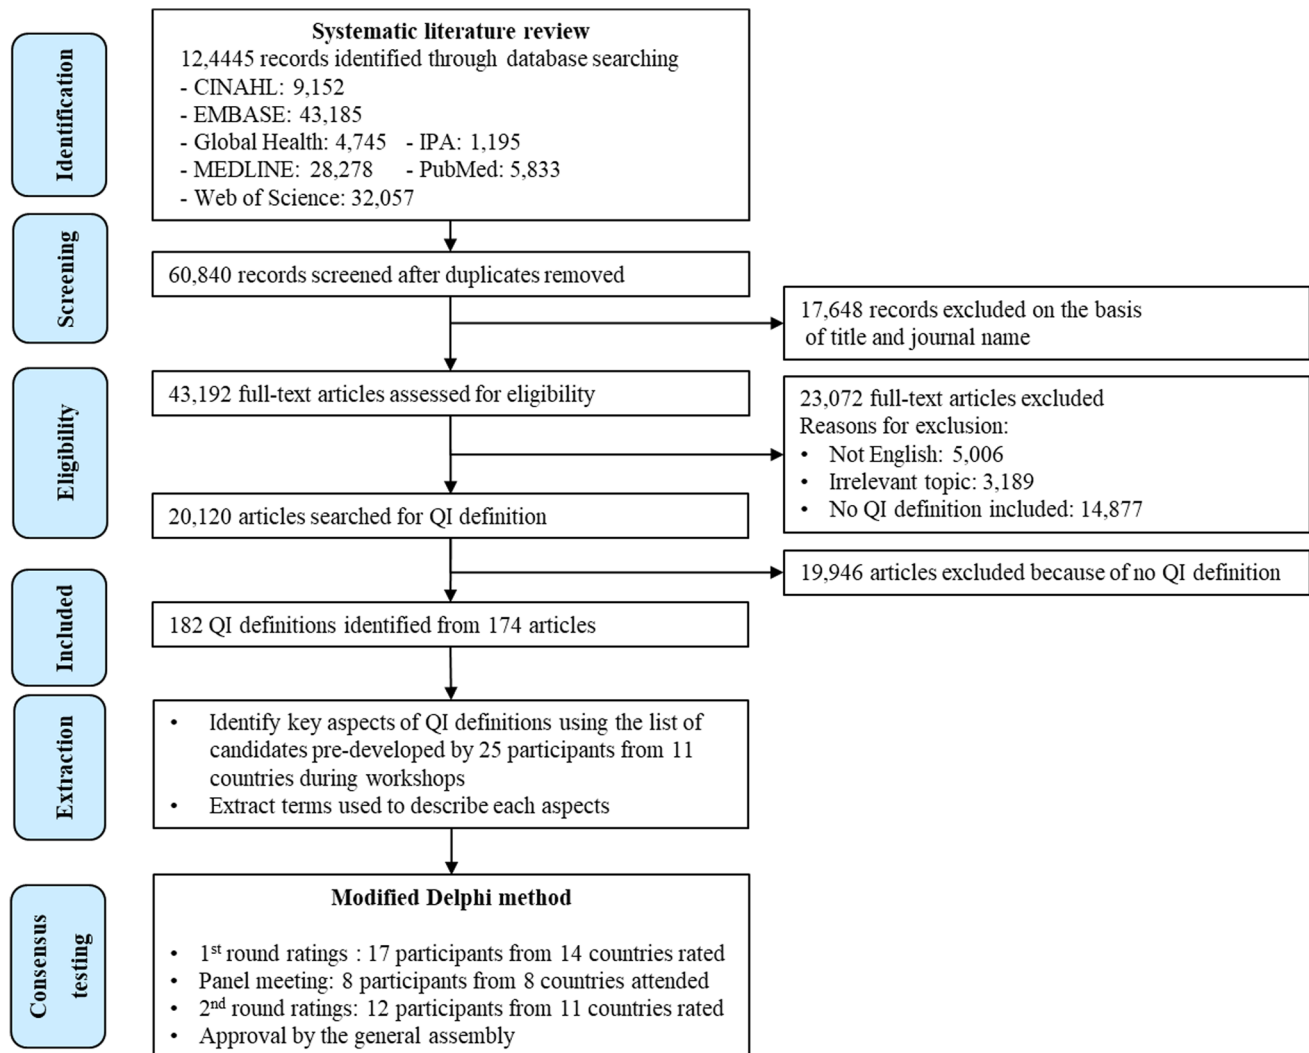 Identification
Systematic literature review
12,4445 records identified through database searching
- CINAHL: 9,152
- EMBASE: 43,185
- Global Health: 4,745 - IPA: 1,195
- MEDLINE: 28,278 - PubMed: 5,833
- Web of Science: 32,057
Screening
60,840 records screened after duplicates removed
17,648 records excluded on the basis
of title and journal name
Eligibility
43,192 full-text articles assessed for eligibility
23,072 full-text articles excluded
Reasons for exclusion:
• Not English: 5,006
• Irrelevant topic: 3,189
• No QI definition included: 14,877
20,120 articles searched for QI definition
19,946 articles excluded because of no QI definition
Included
182 QI definitions identified from 174 articles
Extraction
• Identify key aspects of QI definitions using the list of
candidates pre-developed by 25 participants from 11
countries during workshops
• Extract terms used to describe each aspects
Consensus
testing
Modified Delphi method
• 1st round ratings : 17 participants from 14 countries rated
• Panel meeting: 8 participants from 8 countries attended
• 2nd round ratings: 12 participants from 11 countries rated
• Approval by the general assembly